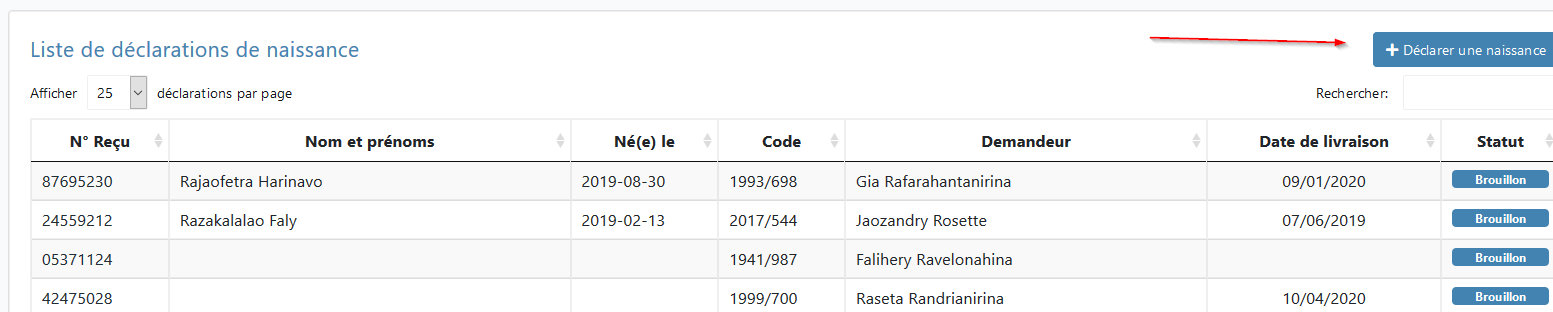 Liste de déclarations de naissance
Déclarer une naissance
Afficher 25 déclarations par page
Rechercher:
N° Reçu Nom et prénoms Né(e) le Code Demandeur Date de livraison Statut
87695230 Rajaofetra Harinavo 2019-08-30 1993/698 Gia Rafarahantanirina 09/01/2020 Brouillon
24559212 Razakalalao Faly 2019-02-13 2017/544 Jaozandry Rosette 07/06/2019 Brouillon
05371124 1941/987 Falihery Ravelonahina Brouillon
42475028 1999/700 Raseta Randrianirina 10/04/2020 Brouillon